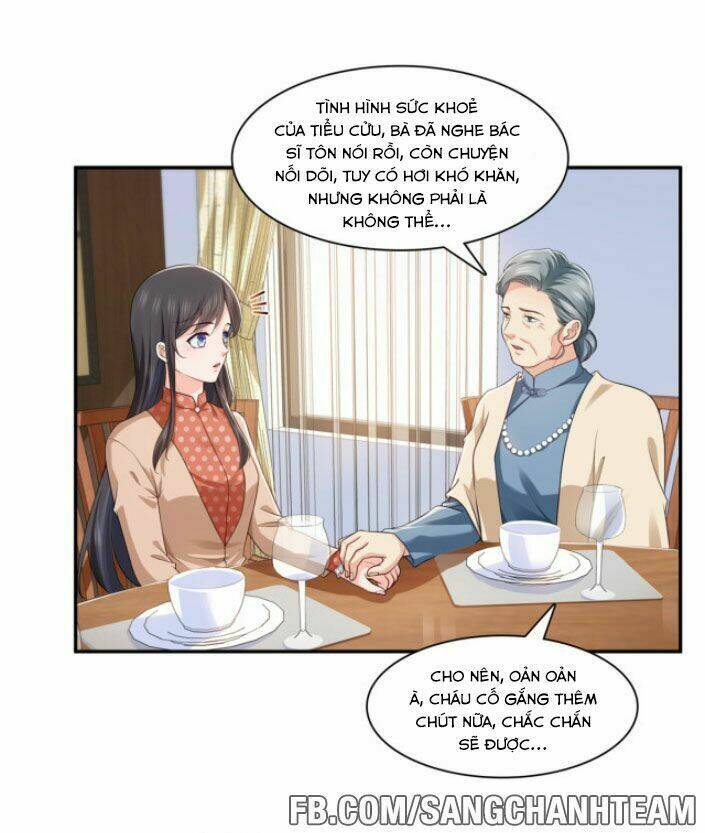 TÌNH HÌNH SỨC KHOẺ
CỦA TIỂU CỬU, BÀ ĐÃ NGHE BÁC
SĨ TÔN NÓI RỒI, CÒN CHUYỆN
NỐI DÕI, TUY CÓ HƠI KHÓ KHĂN,
NHƯNG KHÔNG PHẢI LÀ
KHÔNG THỂ...
CHO NÊN, OẢN OẢN
À, CHÁU CỐ GẮNG THÊM
CHÚT NỮA, CHẮC CHẮN
SẼ ĐƯỢC...
FB.COM/SANGCHANHTEAM